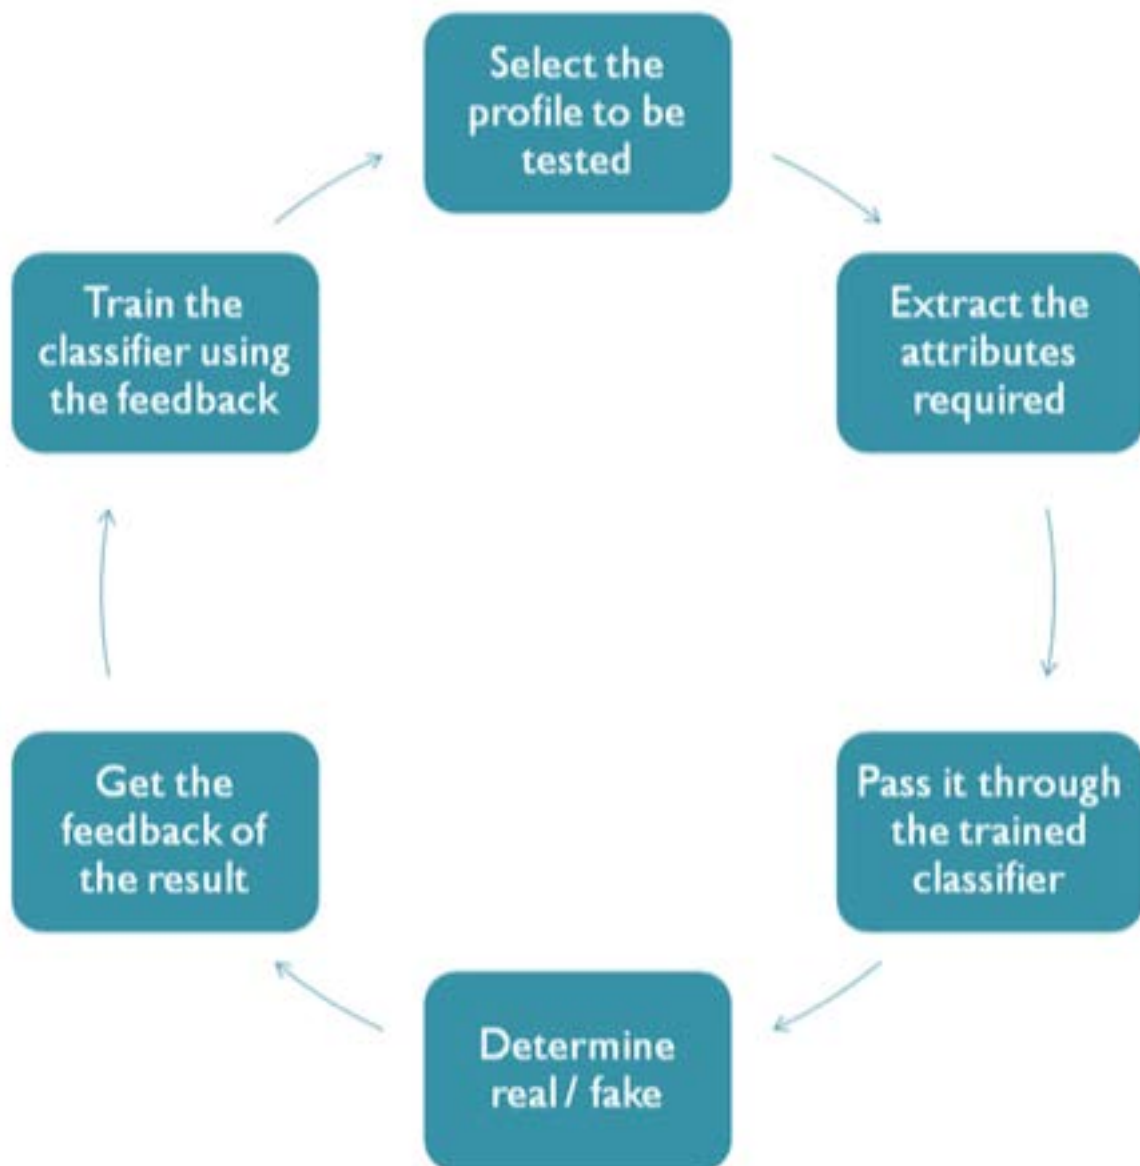 Select the
profile to be
tested
Extract the
attributes
required
Pass it through
the trained
classifier
Determine
real / fake
Get the
feedback of
the result
Train the
classifier using
the feedback